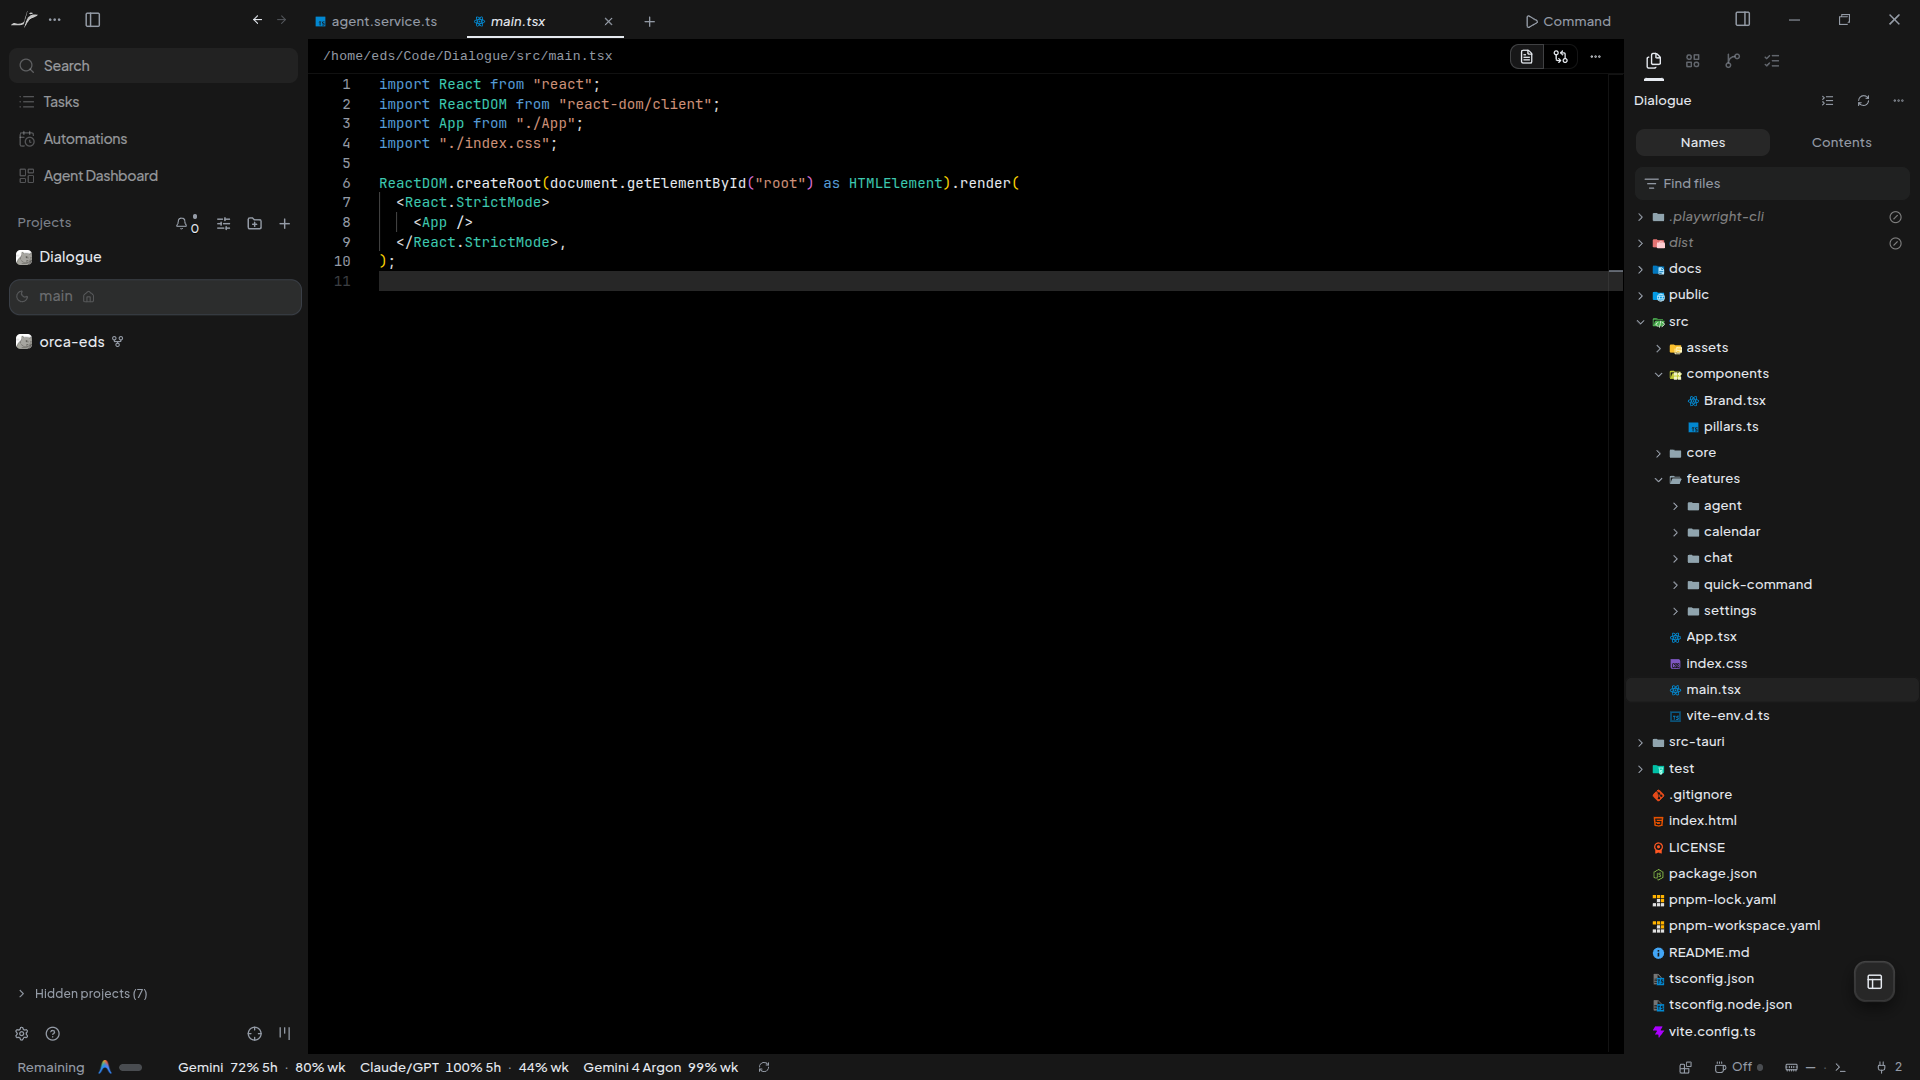 agent.service.ts
main.tsx
Command
Search
Tasks
Automations
Agent Dashboard
Projects
0
Dialogue
main
orca-eds
Hidden projects (7)
/home/eds/Code/Dialogue/src/main.tsx
1 import React from "react";
2 import ReactDOM from "react-dom/client";
3 import App from "./App";
4 import "./index.css";
5
6 ReactDOM.createRoot(document.getElementById("root") as HTMLElement).render(
7 <React.StrictMode>
8 <App />
9 </React.StrictMode>,
10 );
11
Dialogue
Names
Contents
Find files
.playwright-cli
dist
docs
public
src
assets
components
Brand.tsx
pillars.ts
core
features
agent
calendar
chat
quick-command
settings
App.tsx
index.css
main.tsx
vite-env.d.ts
src-tauri
test
.gitignore
index.html
LICENSE
package.json
pnpm-lock.yaml
pnpm-workspace.yaml
README.md
tsconfig.json
tsconfig.node.json
vite.config.ts
Remaining
Gemini 72% 5h · 80% wk
Claude/GPT 100% 5h · 44% wk
Gemini 4 Argon 99% wk
Off
— ·
2